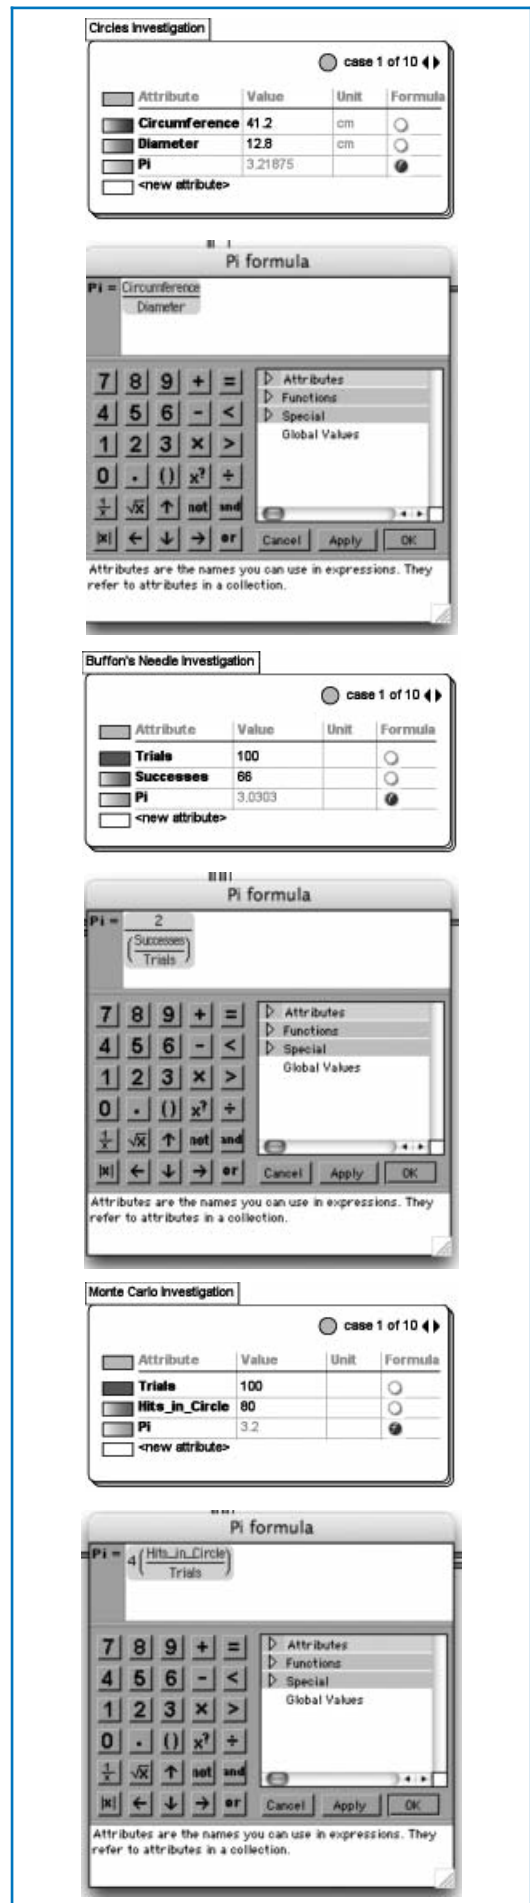 Circles Investigation
case 1 of 10
Attribute Value Unit Formula
Circumference 41.2 cm
Diameter 12.8 cm
Pi 3.21875
<new attribute>
Pi formula
Pi = Circumference
Diameter
7 8 9 + = Attributes
Functions
4 5 6 - < Special
Global Values
1 2 3 × >
0 . () x? ÷
1/x √x ↑ not and
|x| ← ↓ → or Cancel Apply OK
Attributes are the names you can use in expressions. They
refer to attributes in a collection.
Buffon's Needle Investigation
case 1 of 10
Attribute Value Unit Formula
Trials 100
Successes 66
Pi 3.0303
<new attribute>
Pi formula
Pi = 2
(Successes
Trials)
7 8 9 + = Attributes
Functions
4 5 6 - < Special
Global Values
1 2 3 × >
0 . () x? ÷
1/x √x ↑ not and
|x| ← ↓ → or Cancel Apply OK
Attributes are the names you can use in expressions. They
refer to attributes in a collection.
Monte Carlo Investigation
case 1 of 10
Attribute Value Unit Formula
Trials 100
Hits_in_Circle 80
Pi 3.2
<new attribute>
Pi formula
Pi = 4(Hits_in_Circle
Trials)
7 8 9 + = Attributes
Functions
4 5 6 - < Special
Global Values
1 2 3 × >
0 . () x? ÷
1/x √x ↑ not and
|x| ← ↓ → or Cancel Apply OK
Attributes are the names you can use in expressions. They
refer to attributes in a collection.